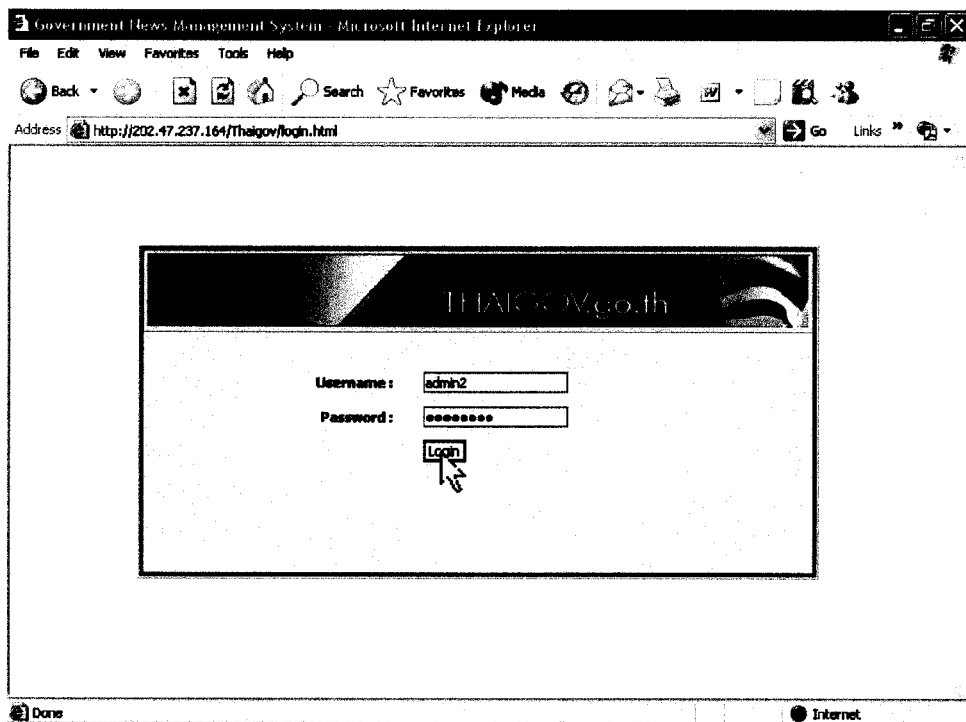 Government News Management System - Microsoft Internet Explorer
File Edit View Favorites Tools Help
Back Search Favorites Media
Address http://202.47.237.164/Thaigov/login.html Go Links »
THAIGOV.go.th
Username : admin2
Password : ••••••••
Login
Done Internet